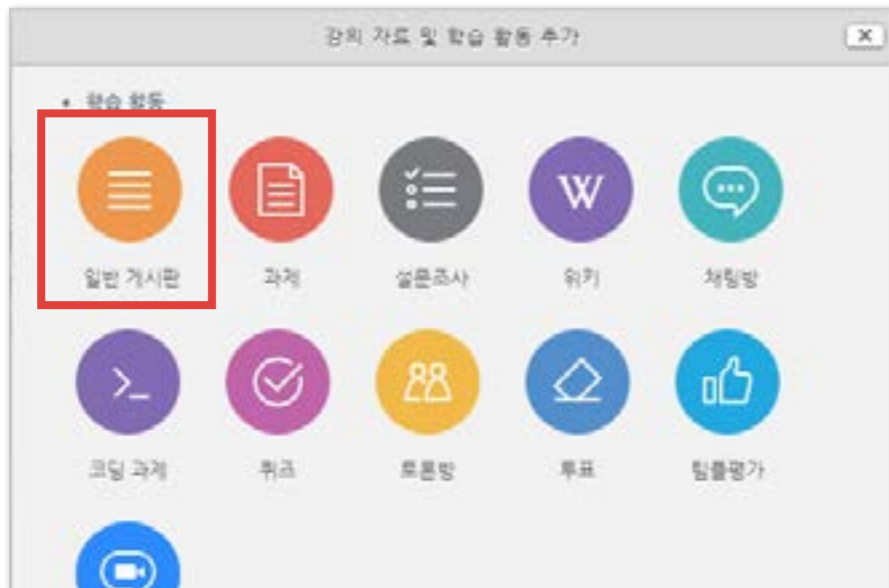 강의 자료 및 학습 활동 추가
학습 활동
일반 게시판
과제
설문조사
위키
채팅방
코딩 과제
퀴즈
토론방
투표
팀플평가